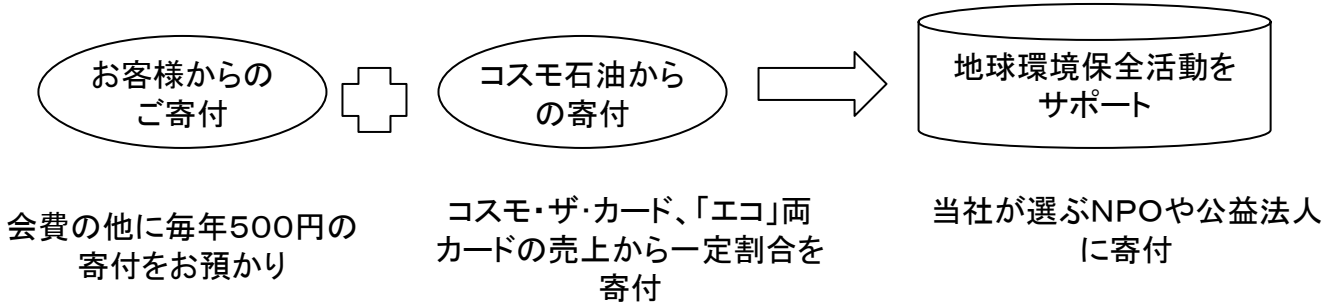 お客様からの
ご寄付
コスモ石油から
の寄付
地球環境保全活動を
サポート
会費の他に毎年500円の
寄付をお預かり
コスモ・ザ・カード、「エコ」両
カードの売上から一定割合を
寄付
当社が選ぶNPOや公益法人
に寄付